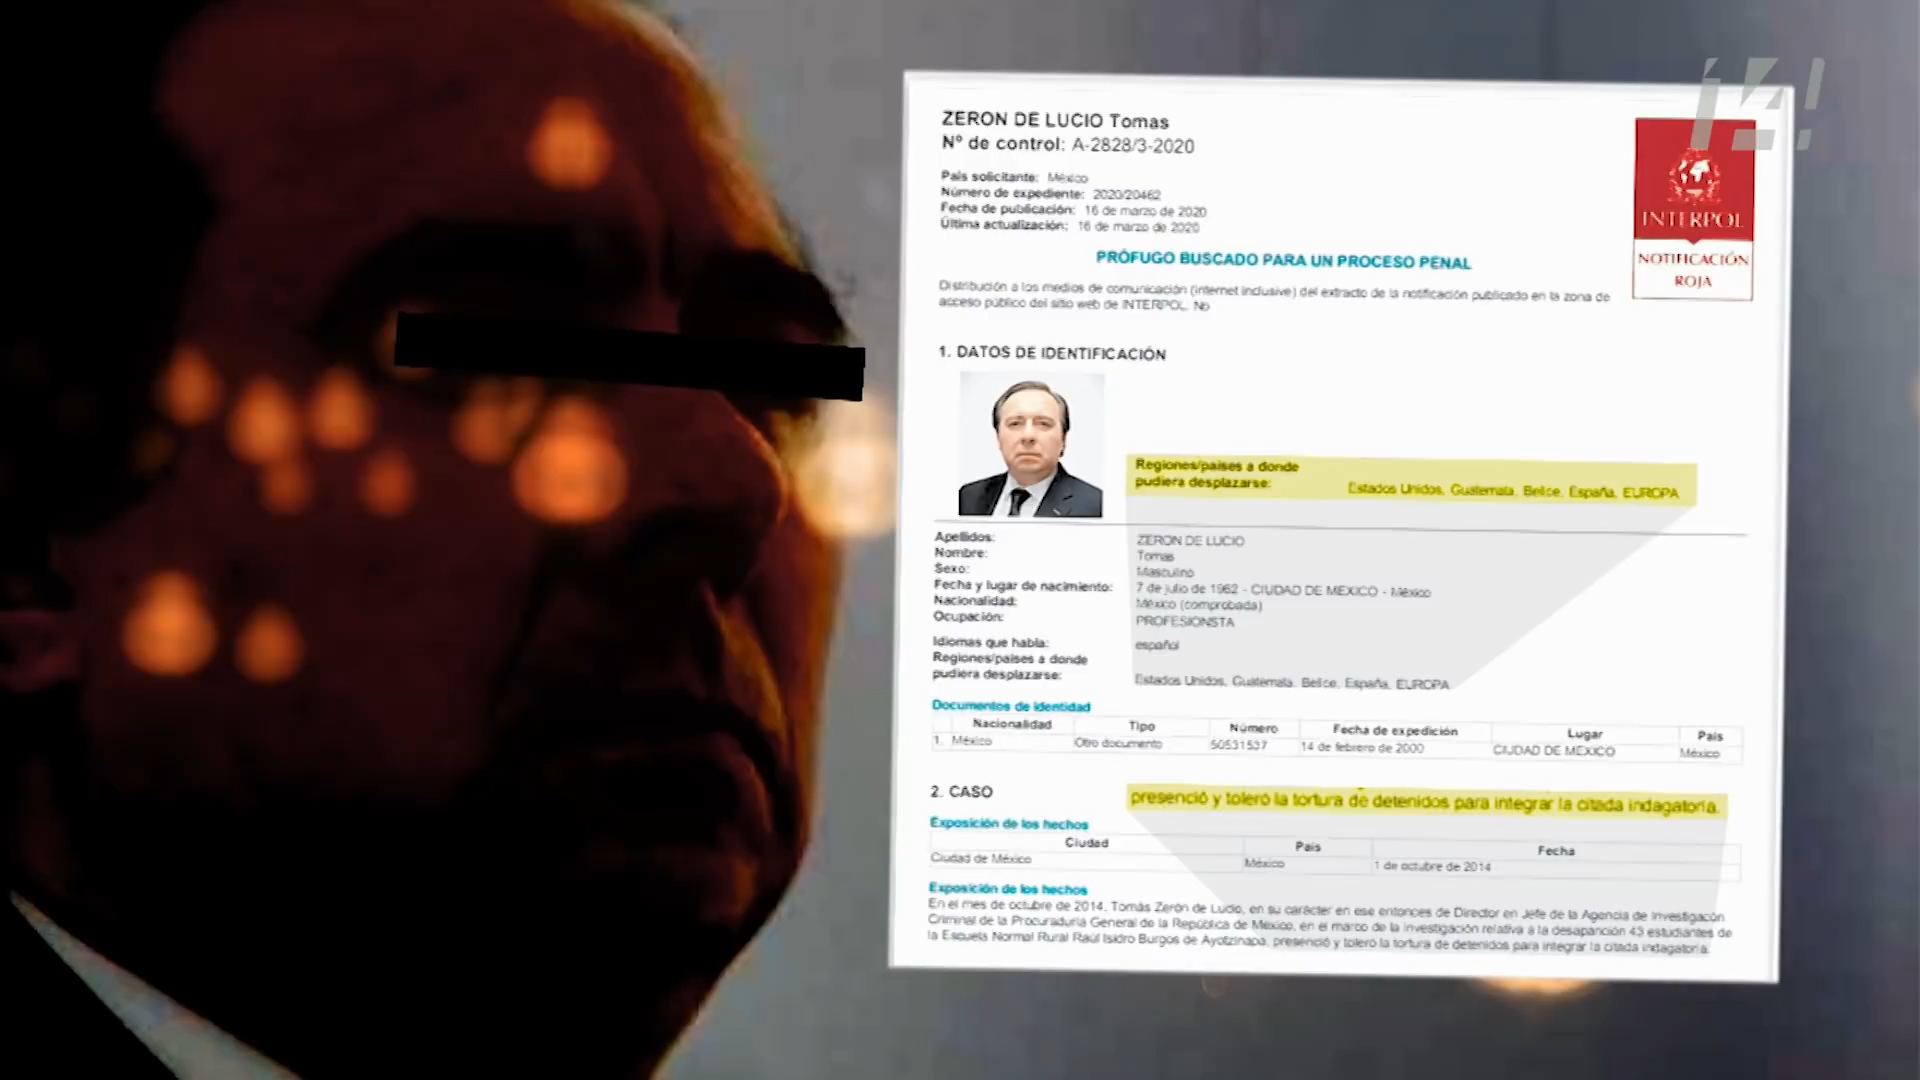 ZERON DE LUCIO Tomas
Nº de control: A-2828/3-2020
País solicitante: México
Número de expediente: 2020/20462
Fecha de publicación: 16 de marzo de 2020
Última actualización: 16 de marzo de 2020
INTERPOL
NOTIFICACIÓN
ROJA
PRÓFUGO BUSCADO PARA UN PROCESO PENAL
Distribución a los medios de comunicación (internet inclusive) del extracto de la notificación publicado en la zona de
acceso público del sitio web de INTERPOL: No
1. DATOS DE IDENTIFICACIÓN
Regiones/países a donde
pudiera desplazarse: Estados Unidos, Guatemala, Belice, España, EUROPA
Apellidos: ZERON DE LUCIO
Nombre: Tomas
Sexo: Masculino
Fecha y lugar de nacimiento: 7 de julio de 1962 - CIUDAD DE MEXICO - México
Nacionalidad: México (comprobada)
Ocupación: PROFESIONSTA
Idiomas que habla: español
Regiones/países a donde
pudiera desplazarse: Estados Unidos, Guatemala, Belice, España, EUROPA
Documentos de identidad
Nacionalidad Tipo Número Fecha de expedición Lugar País
1. México Otro documento 50531537 14 de febrero de 2000 CIUDAD DE MEXICO México
2. CASO
presenció y toleró la tortura de detenidos para integrar la citada indagatoria.
Exposición de los hechos
Ciudad País Fecha
Ciudad de México México 1 de octubre de 2014
Exposición de los hechos
En el mes de octubre de 2014, Tomás Zerón de Lucio, en su carácter en ese entonces de Director en Jefe de la Agencia de Investigación
Criminal de la Procuraduría General de la República de México, en el marco de la investigación relativa a la desaparición 43 estudiantes de
la Escuela Normal Rural Raúl Isidro Burgos de Ayotzinapa, presenció y toleró la tortura de detenidos para integrar la citada indagatoria.